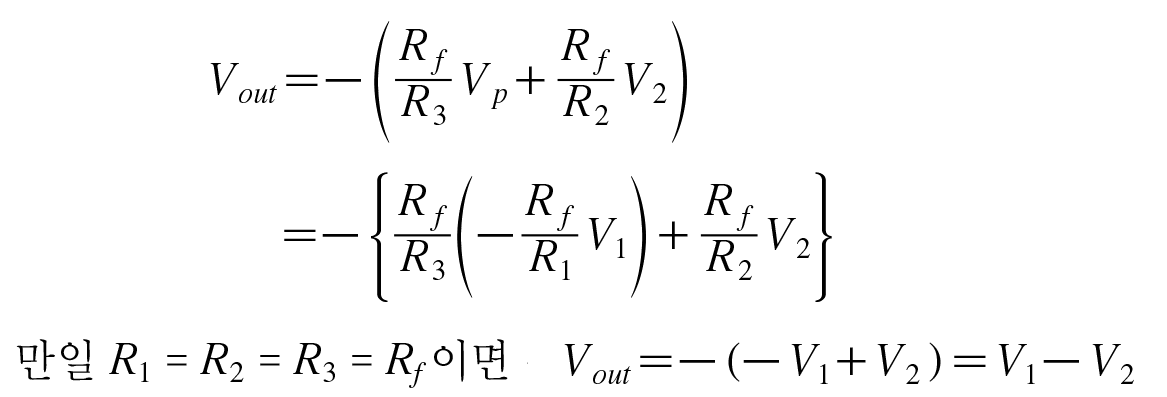 V_out = − ( R_f/R_3 V_p + R_f/R_2 V_2 )
= − { R_f/R_3 ( − R_f/R_1 V_1 ) + R_f/R_2 V_2 }
만일 R_1 = R_2 = R_3 = R_f 이면 V_out = − ( − V_1 + V_2 ) = V_1 − V_2